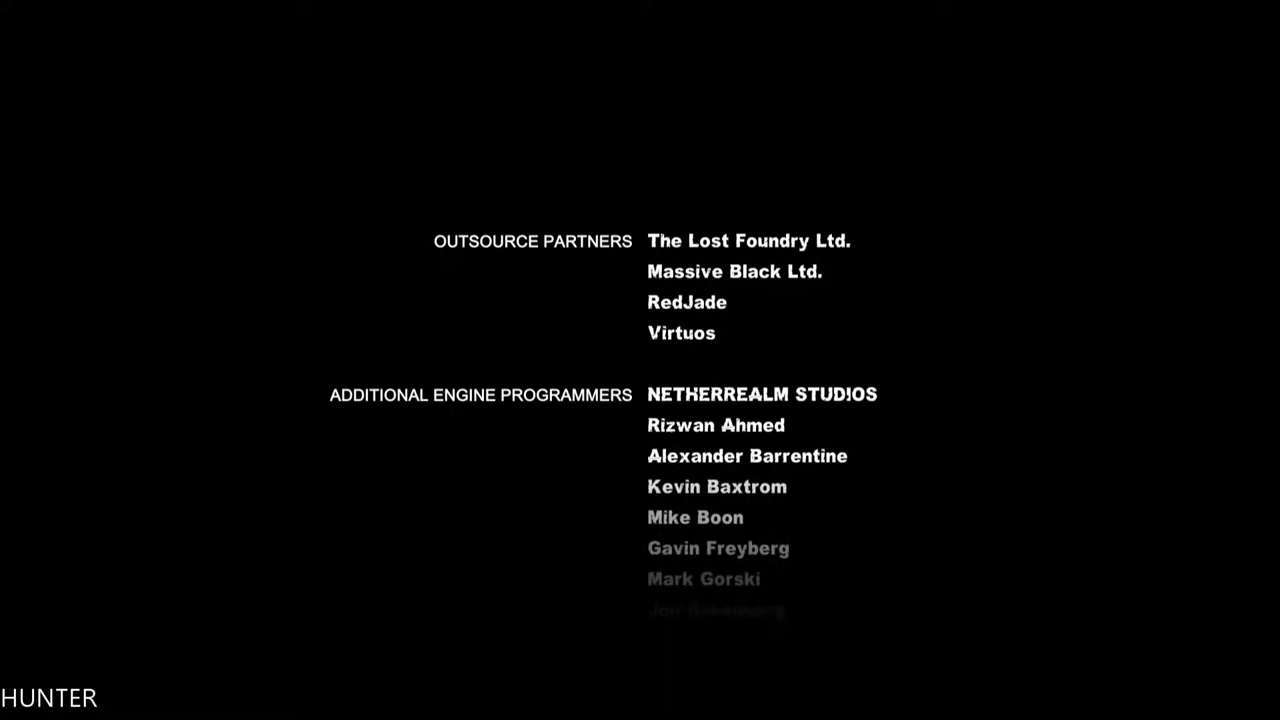 OUTSOURCE PARTNERS The Lost Foundry Ltd.
Massive Black Ltd.
RedJade
Virtuos
ADDITIONAL ENGINE PROGRAMMERS NETHERREALM STUDIOS
Rizwan Ahmed
Alexander Barrentine
Kevin Baxtrom
Mike Boon
Gavin Freyberg
Mark Gorski
HUNTER